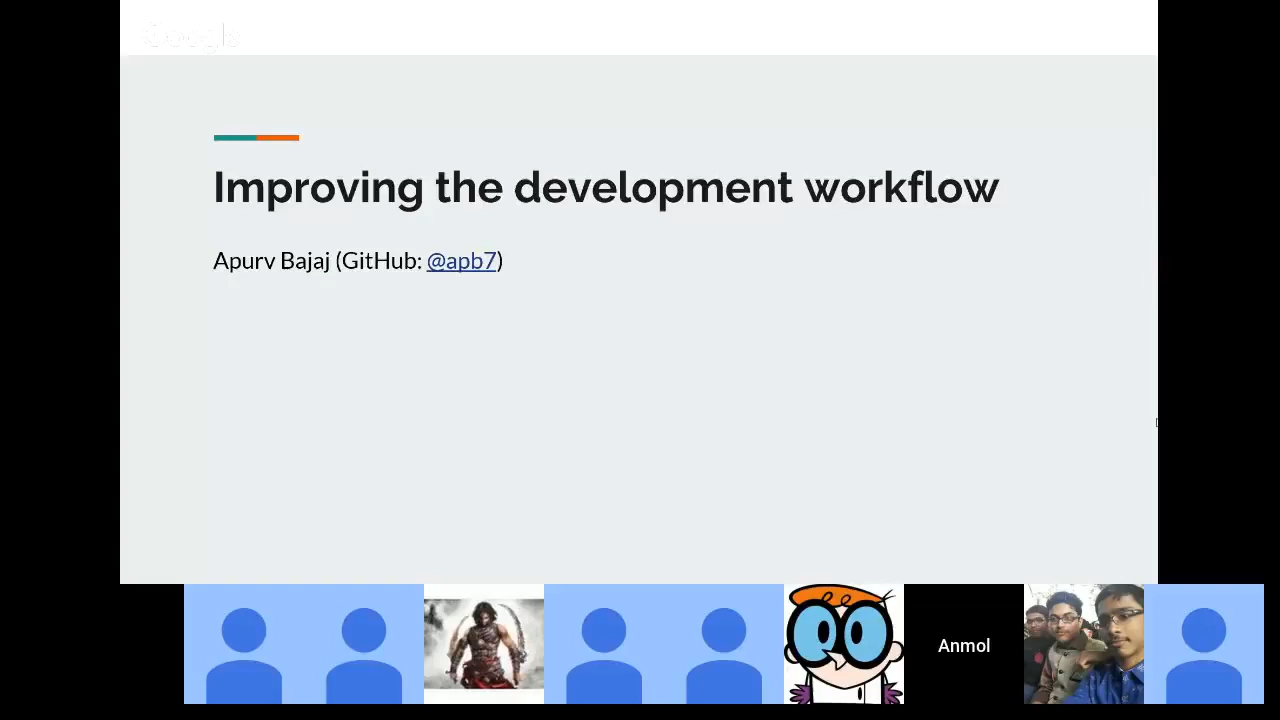 Improving the development workflow
Apurv Bajaj (GitHub: @apb7)
Anmol